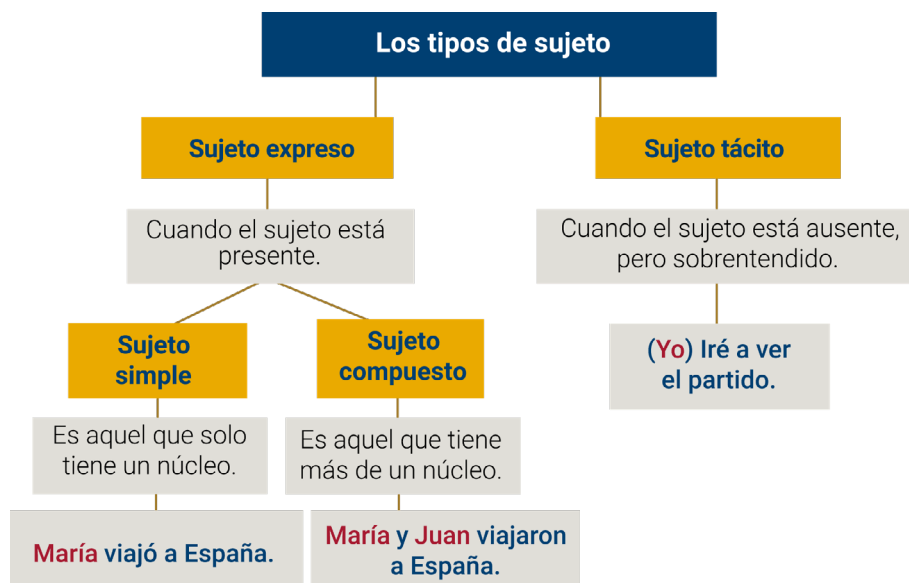 Los tipos de sujeto
Sujeto expreso
Sujeto tácito
Cuando el sujeto está
presente.
Cuando el sujeto está ausente,
pero sobrentendido.
Sujeto
simple
Sujeto
compuesto
(Yo) Iré a ver
el partido.
Es aquel que solo
tiene un núcleo.
Es aquel que tiene
más de un núcleo.
María viajó a España.
María y Juan viajaron
a España.